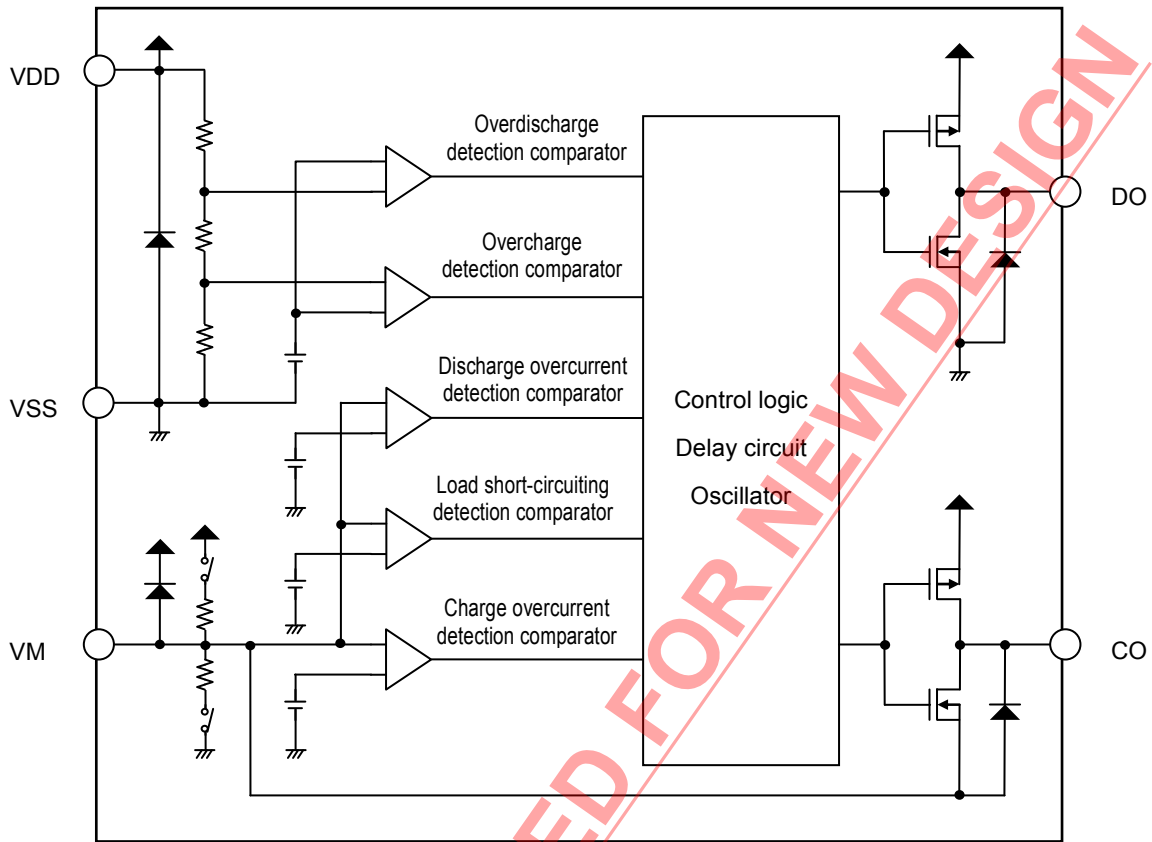 VDD
VSS
VM
Overdischarge
detection comparator
Overcharge
detection comparator
Discharge overcurrent
detection comparator
Load short-circuiting
detection comparator
Charge overcurrent
detection comparator
Control logic
Delay circuit
Oscillator
DO
CO
ED FOR NEW DESIGN